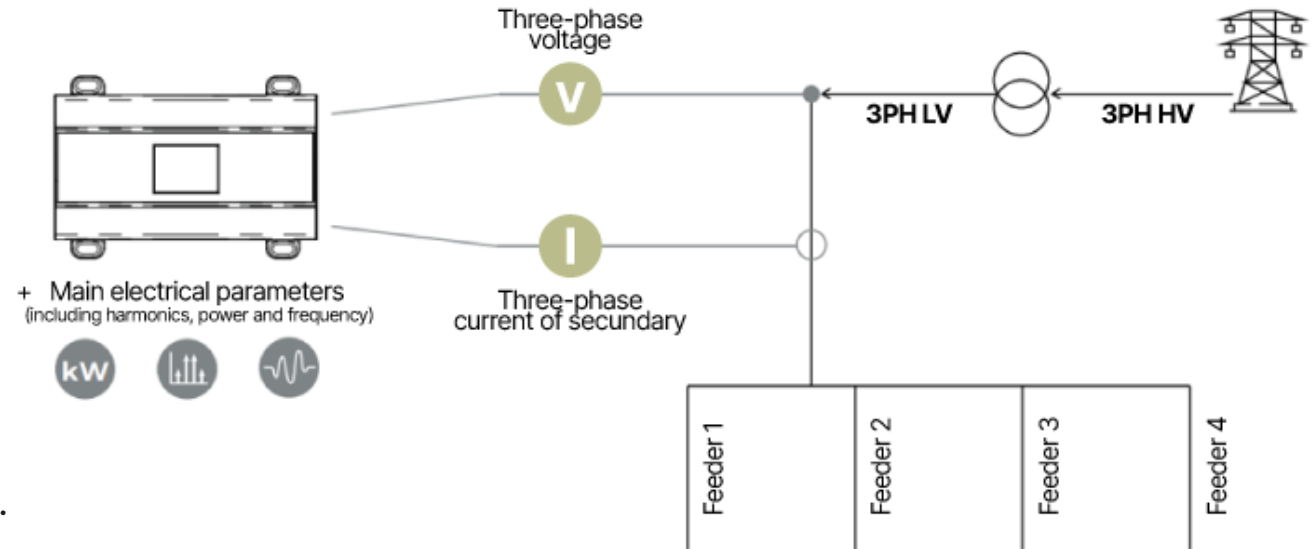 Three-phase
voltage
V
3PH LV
3PH HV
I
+ Main electrical parameters
(including harmonics, power and frequency)
Three-phase
current of secundary
kW
Feeder 1
Feeder 2
Feeder 3
Feeder 4
.